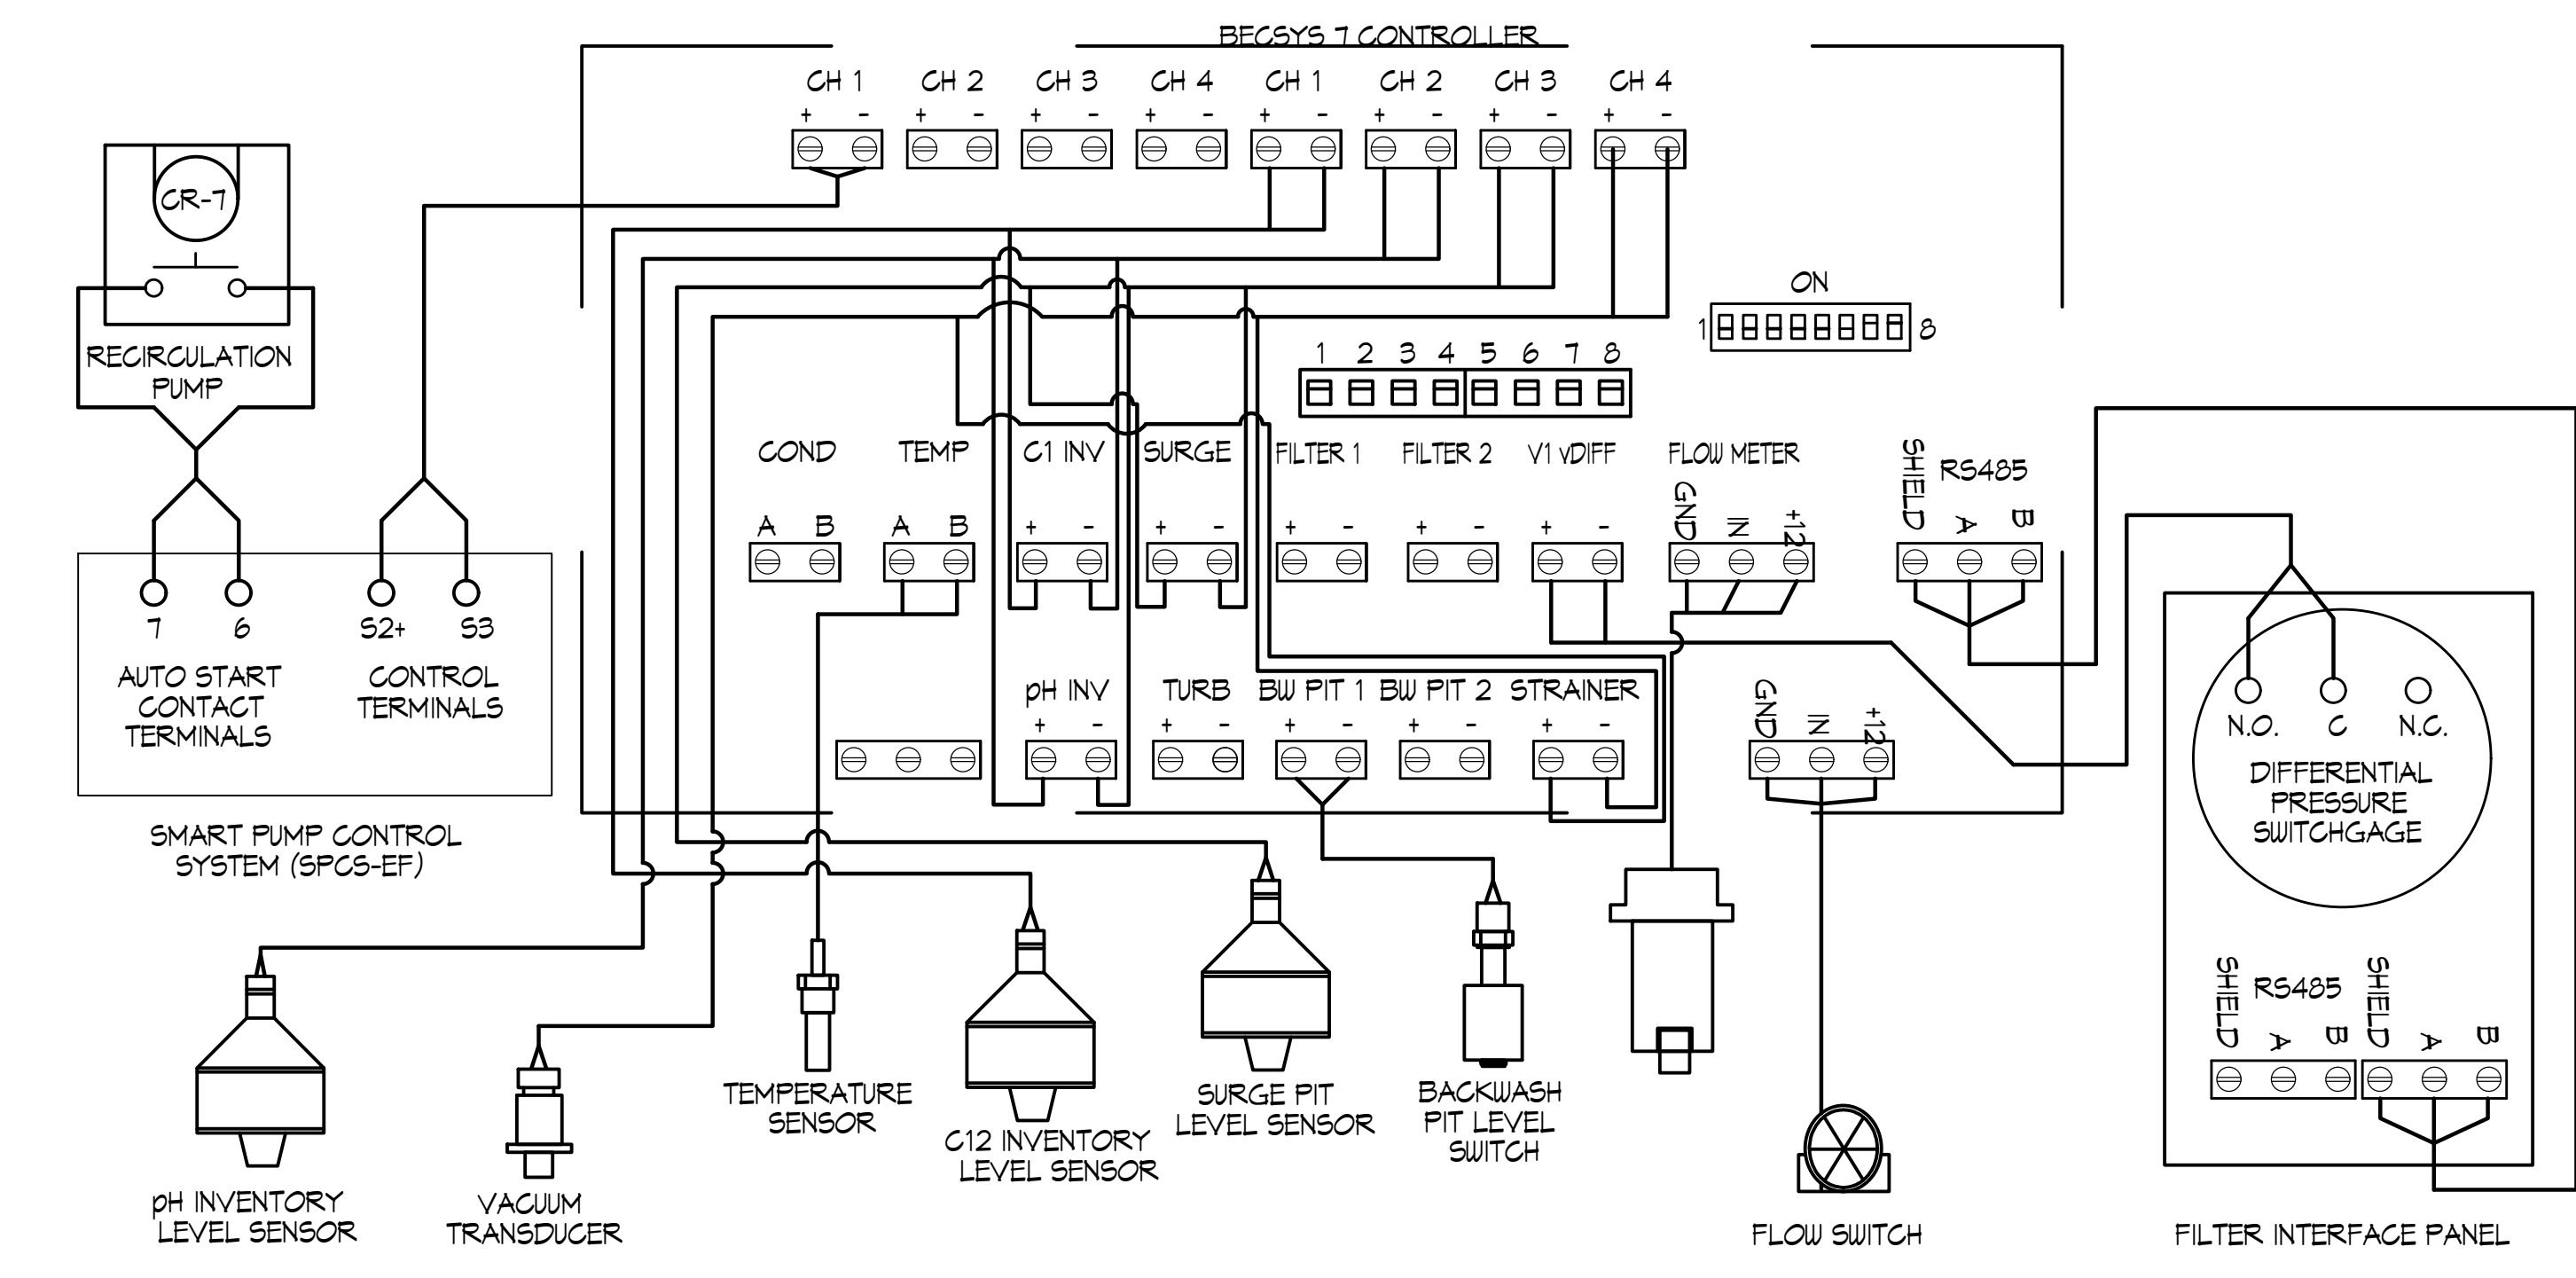 BECSYS 7 CONTROLLER
CH 1 CH 2 CH 3 CH 4 CH 1 CH 2 CH 3 CH 4
+ - + - + - + - + - + - + - + -
CR-7
RECIRCULATION
PUMP
ON
1 8
1 2 3 4 5 6 7 8
COND TEMP C1 INV SURGE FILTER 1 FILTER 2 V1 vDIFF FLOW METER
A B A B + - + - + - + - + - GND IN +12
SHIELD RS485 A B
7 6 S2+ S3
AUTO START
CONTACT
TERMINALS
CONTROL
TERMINALS
SMART PUMP CONTROL
SYSTEM (SPCS-EF)
pH INV TURB BW PIT 1 BW PIT 2 STRAINER
+ - + - + - + - + - GND IN +12
N.O. C N.C.
DIFFERENTIAL
PRESSURE
SWITCHGAGE
SHIELD RS485 A B SHIELD A B
pH INVENTORY
LEVEL SENSOR
VACUUM
TRANSDUCER
TEMPERATURE
SENSOR
C12 INVENTORY
LEVEL SENSOR
SURGE PIT
LEVEL SENSOR
BACKWASH
PIT LEVEL
SWITCH
FLOW SWITCH
FILTER INTERFACE PANEL